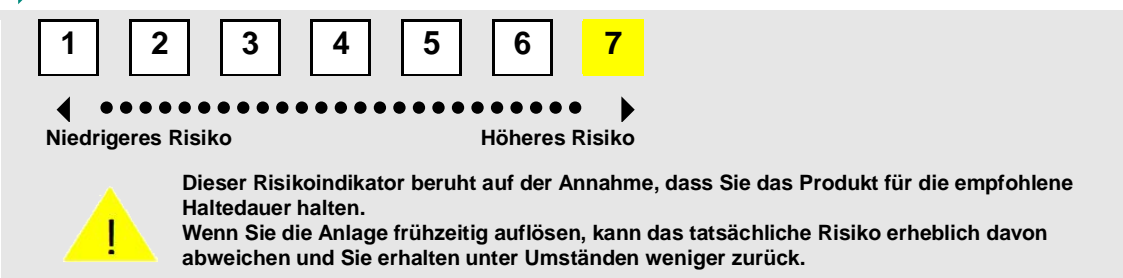 1 2 3 4 5 6 7
Niedrigeres Risiko Höheres Risiko
Dieser Risikoindikator beruht auf der Annahme, dass Sie das Produkt für die empfohlene
Haltedauer halten.
Wenn Sie die Anlage frühzeitig auflösen, kann das tatsächliche Risiko erheblich davon
abweichen und Sie erhalten unter Umständen weniger zurück.
!